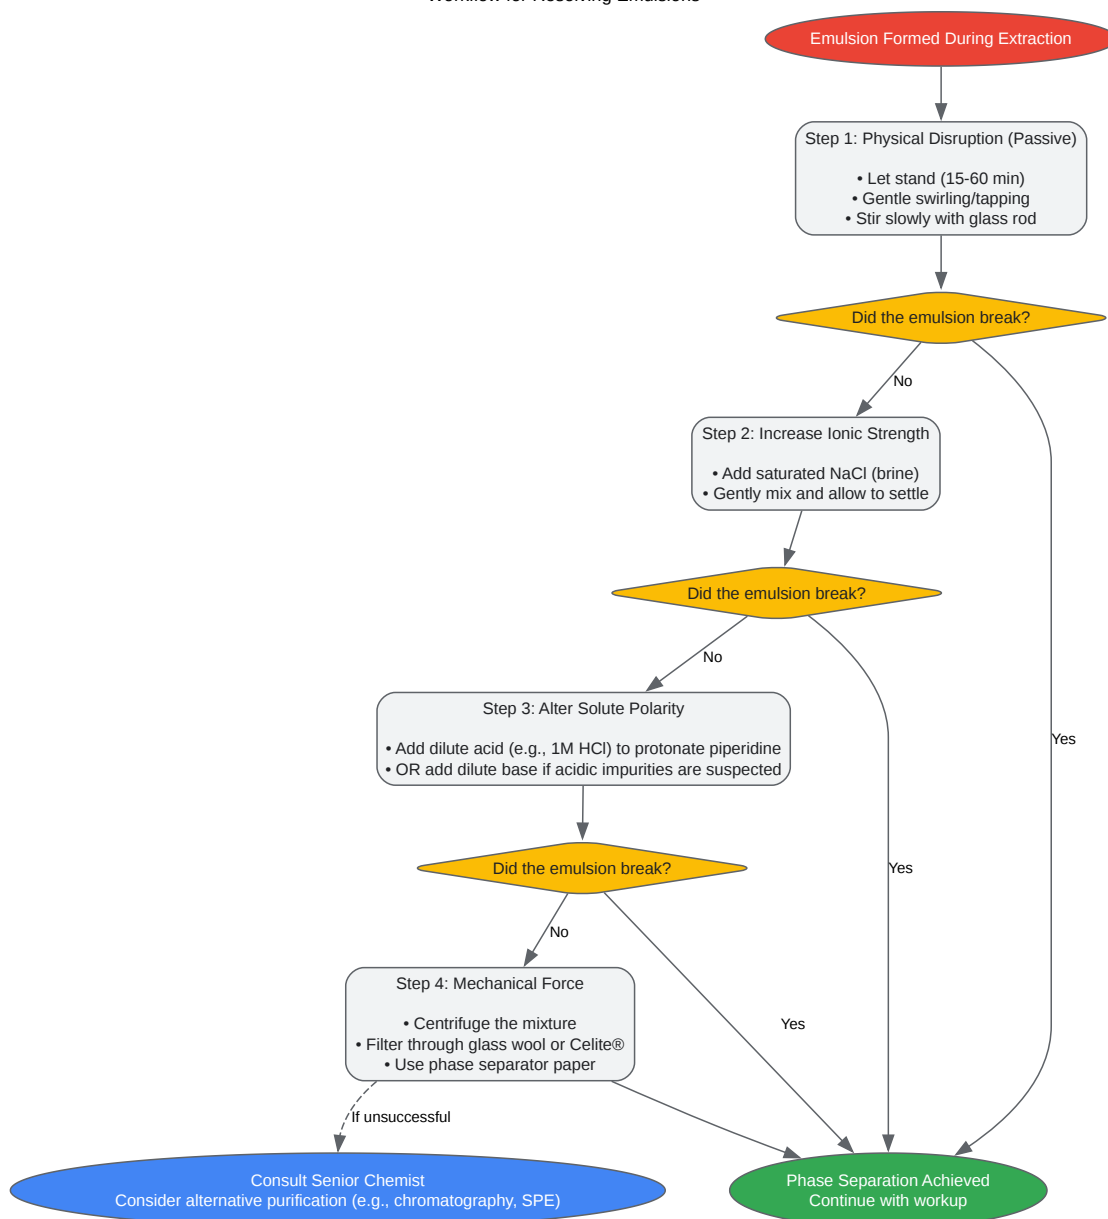 Workflow for Resolving Emulsions
Emulsion Formed During Extraction
Step 1: Physical Disruption (Passive)
• Let stand (15-60 min)
• Gentle swirling/tapping
• Stir slowly with glass rod
Did the emulsion break?
No
Step 2: Increase Ionic Strength
• Add saturated NaCl (brine)
• Gently mix and allow to settle
Did the emulsion break?
No
Step 3: Alter Solute Polarity
• Add dilute acid (e.g., 1M HCl) to protonate piperidine
• OR add dilute base if acidic impurities are suspected
Yes
Did the emulsion break?
Yes
No
Step 4: Mechanical Force
• Centrifuge the mixture
• Filter through glass wool or Celite®
• Use phase separator paper
Yes
If unsuccessful
Consult Senior Chemist
Consider alternative purification (e.g., chromatography, SPE)
Phase Separation Achieved
Continue with workup